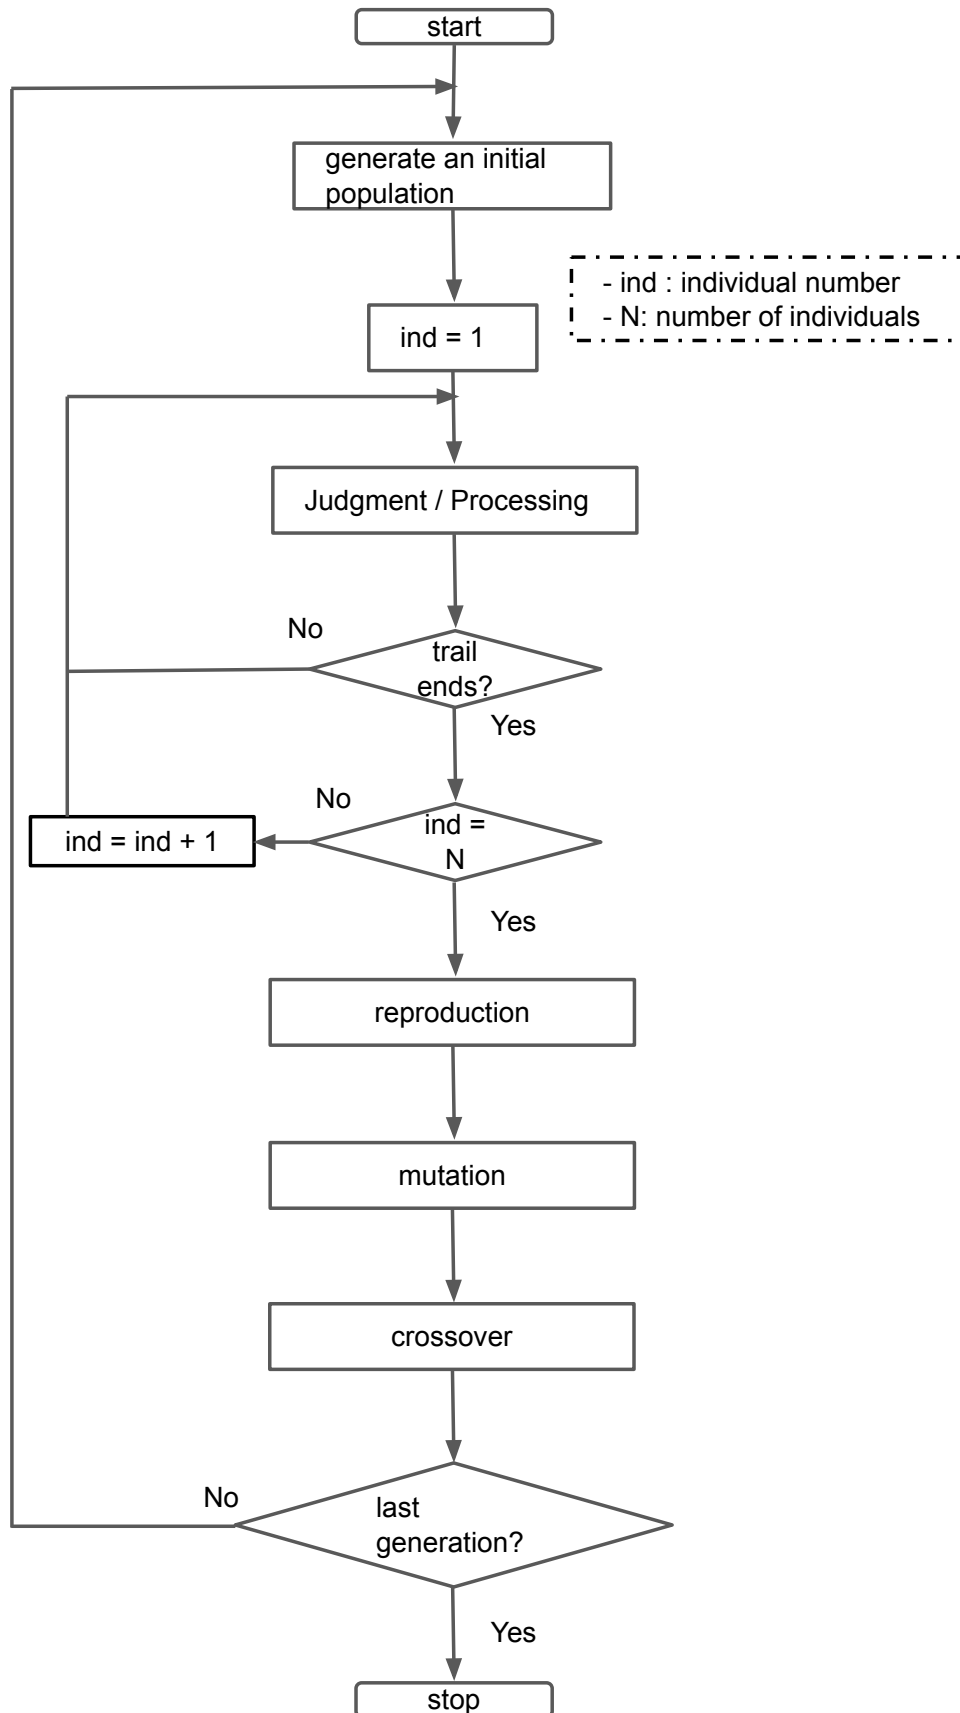 start
generate an initial
population
- ind : individual number
- N: number of individuals
ind = 1
Judgment / Processing
No
trail
ends?
Yes
No
ind =
N
ind = ind + 1
Yes
reproduction
mutation
crossover
No
last
generation?
Yes
stop